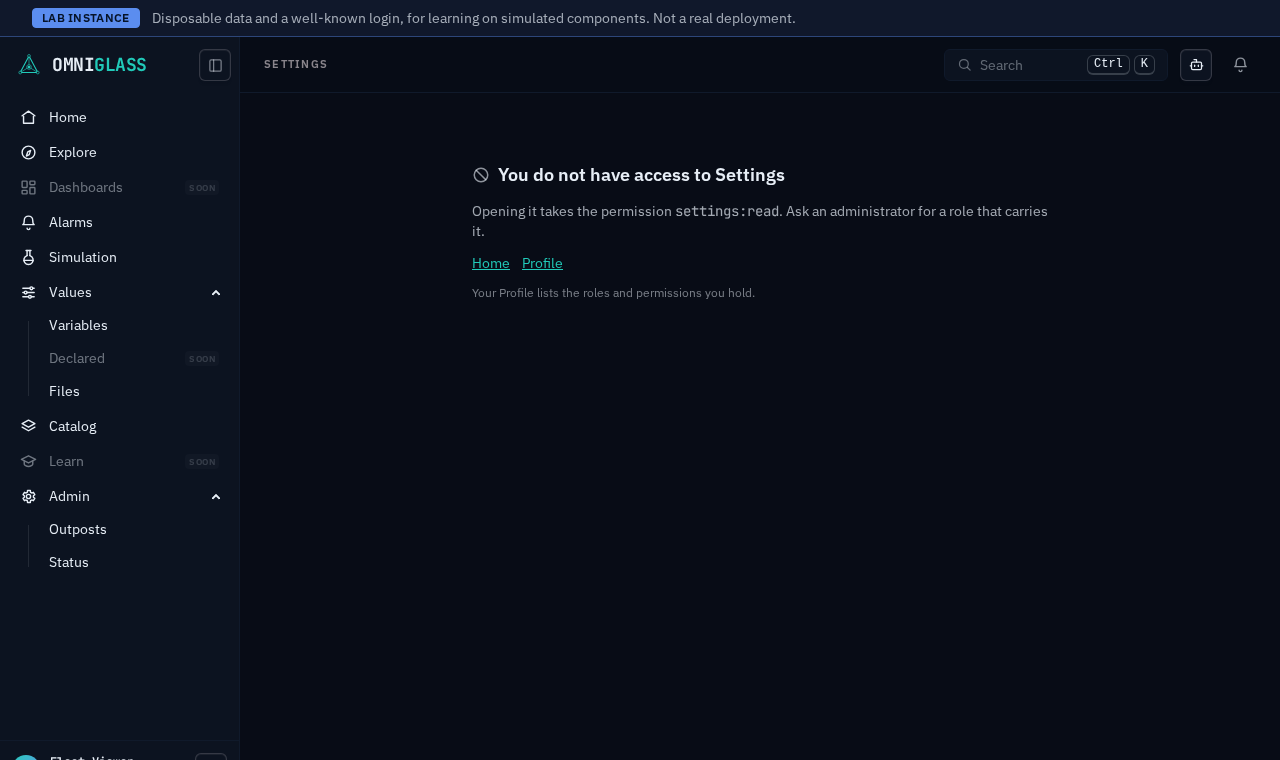 LAB INSTANCE Disposable data and a well-known login, for learning on simulated components. Not a real deployment.
OMNIGLASS
SETTINGS
Search Ctrl K
Home
Explore
Dashboards SOON
Alarms
Simulation
Values
Variables
Declared SOON
Files
Catalog
Learn SOON
Admin
Outposts
Status
You do not have access to Settings
Opening it takes the permission settings:read. Ask an administrator for a role that carries
it.
Home Profile
Your Profile lists the roles and permissions you hold.